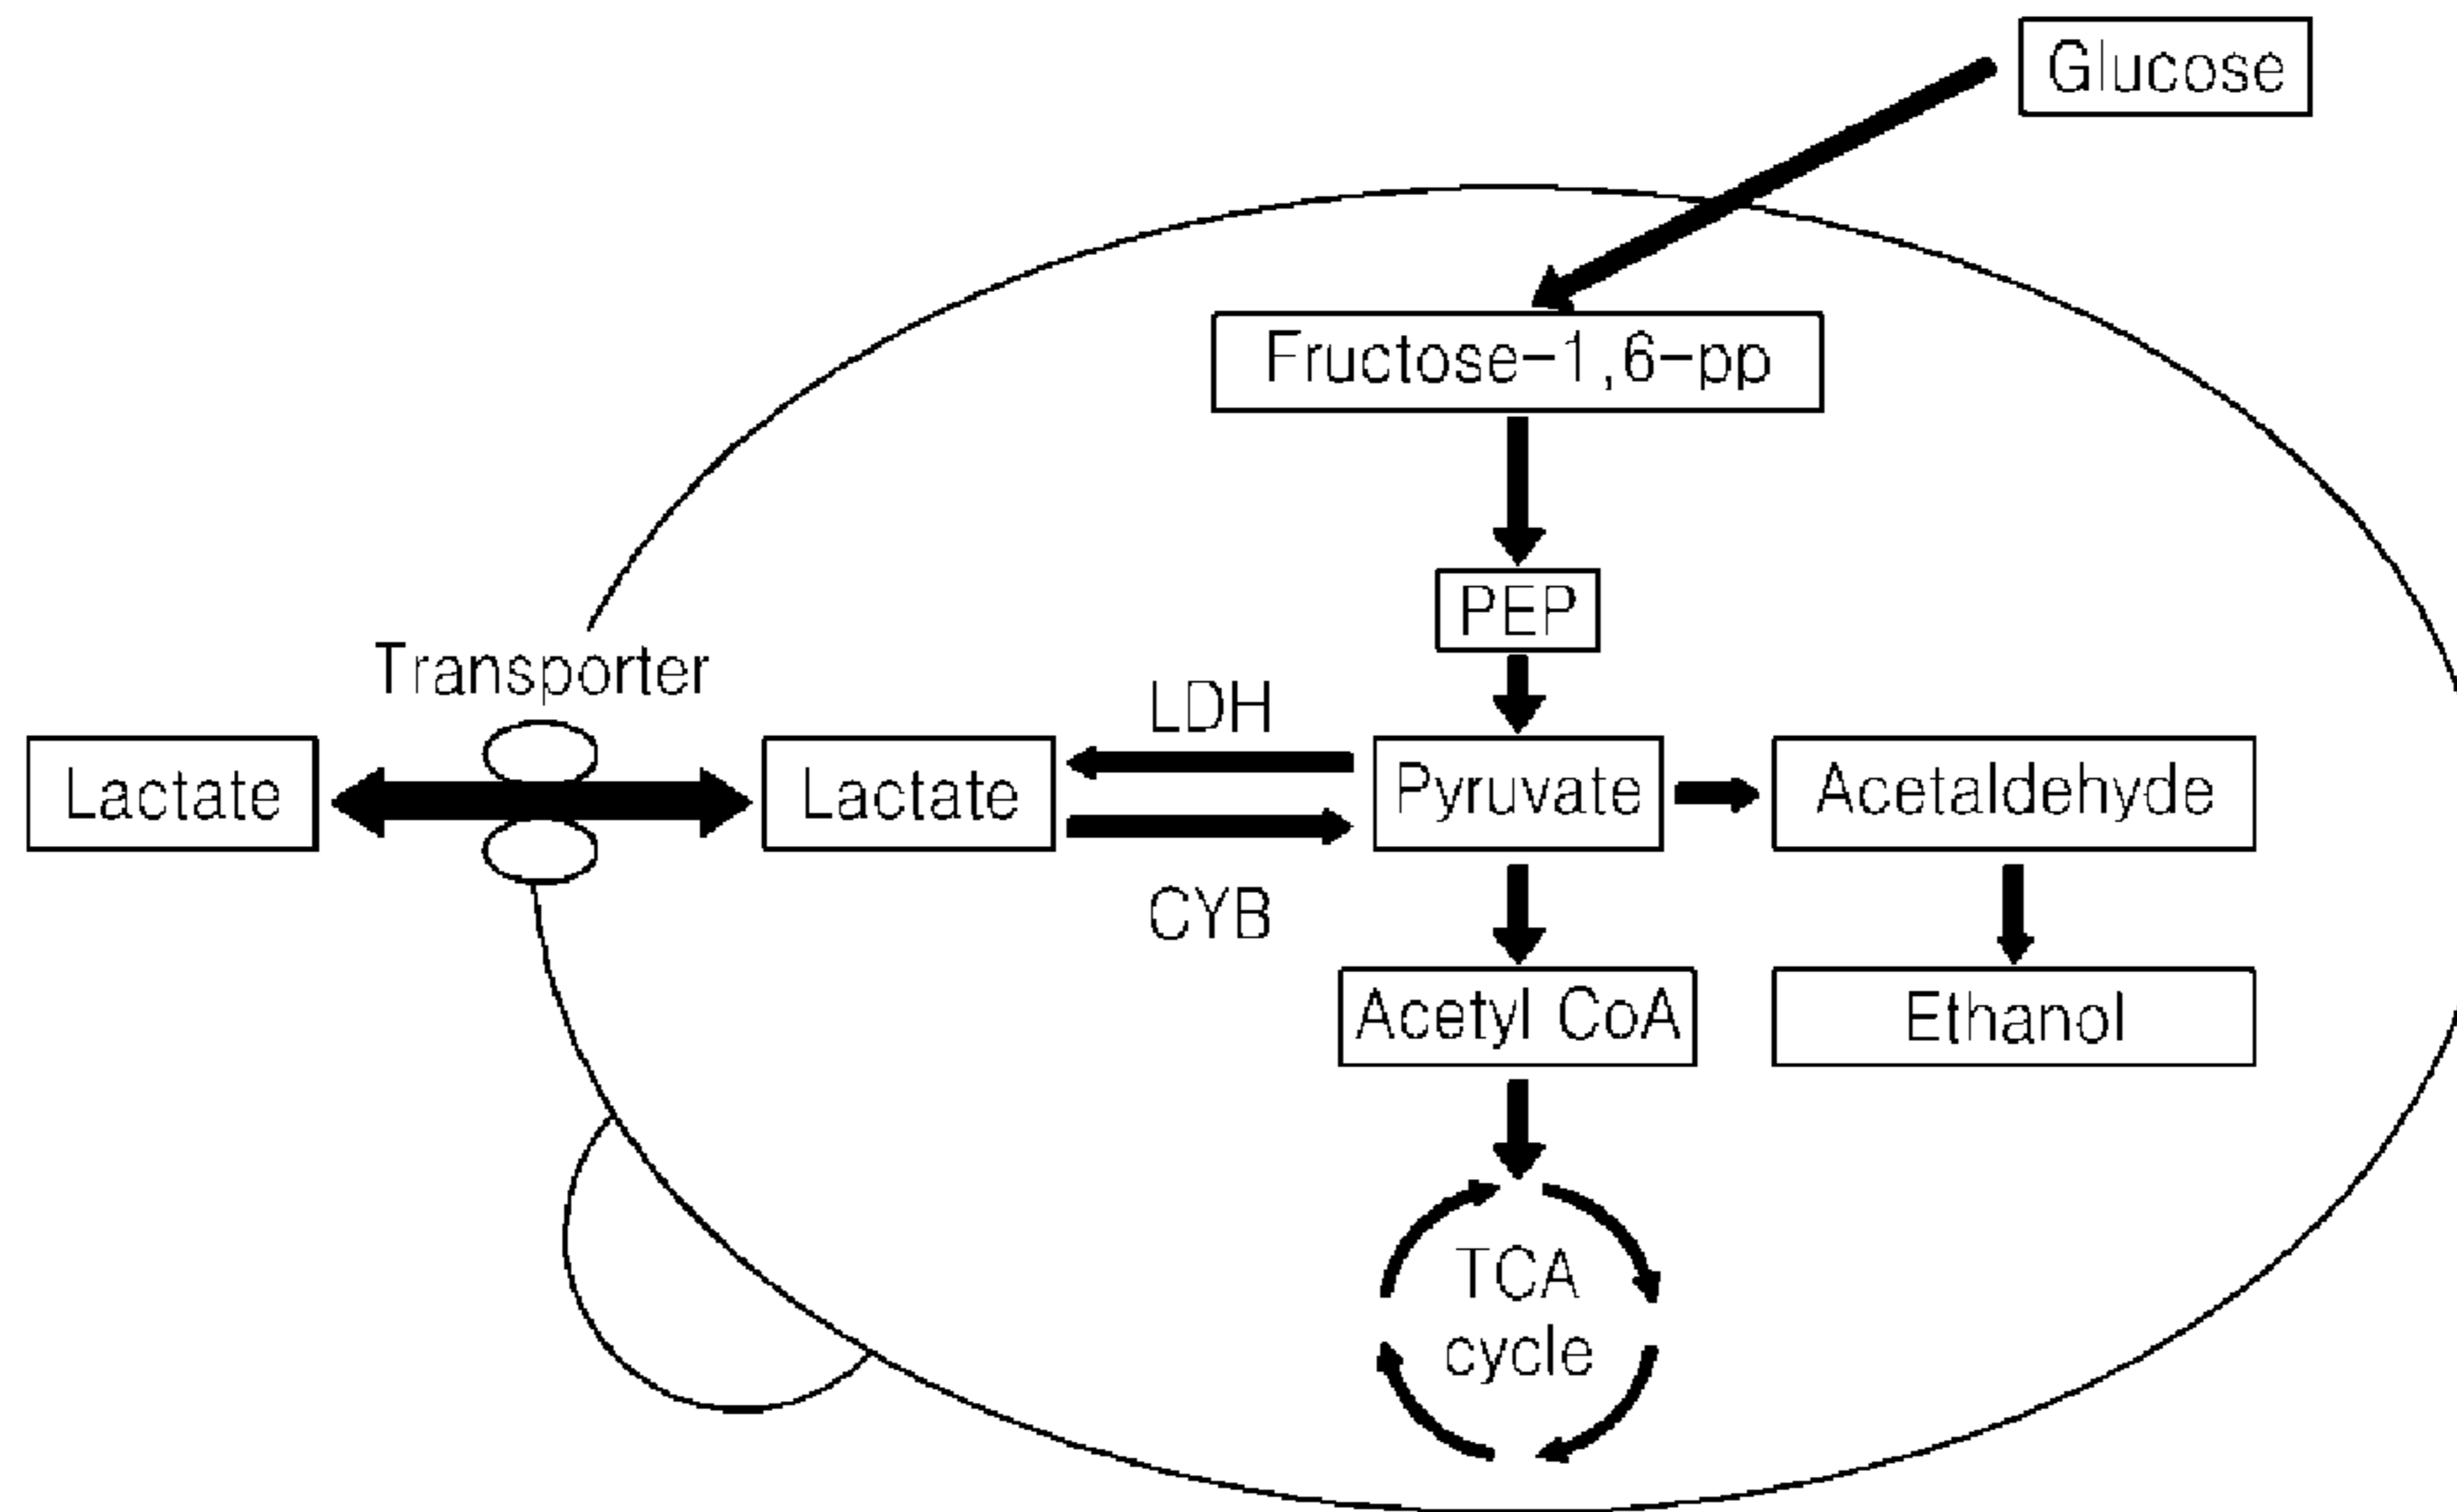 Glucose
Fructose-1,6-pp
PEP
Transporter
LDH
Lactate
Lactate
Pyruvate
Acetaldehyde
CYB
Acetyl CoA
Ethanol
TCA
cycle